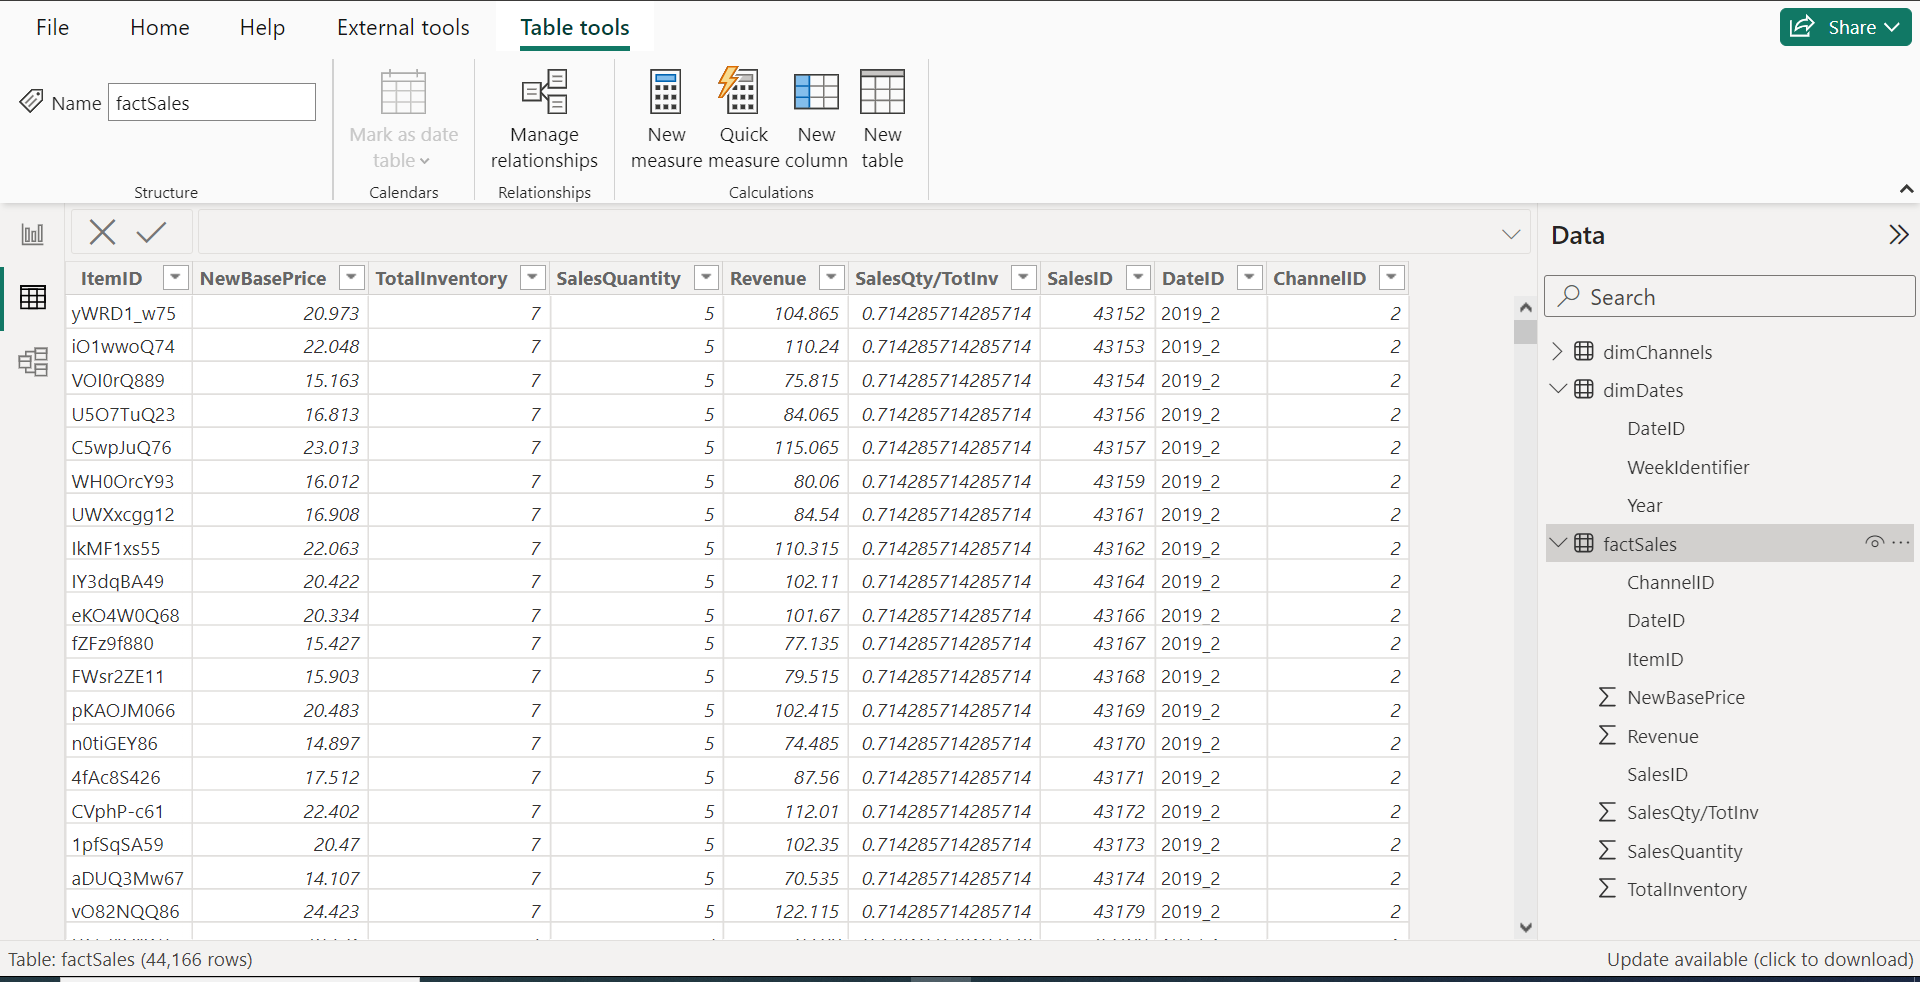 File Home Help External tools Table tools Share
Name factSales
Mark as date table
Manage relationships
New measure
Quick measure
New column
New table
Structure Calendars Relationships Calculations
ItemID NewBasePrice TotalInventory SalesQuantity Revenue SalesQty/TotInv SalesID DateID ChannelID
yWRD1_w75 20.973 7 5 104.865 0.714285714285714 43152 2019_2 2
iO1wwoQ74 22.048 7 5 110.24 0.714285714285714 43153 2019_2 2
VOI0rQ889 15.163 7 5 75.815 0.714285714285714 43154 2019_2 2
U5O7TuQ23 16.813 7 5 84.065 0.714285714285714 43156 2019_2 2
C5wpJuQ76 23.013 7 5 115.065 0.714285714285714 43157 2019_2 2
WH0OrcY93 16.012 7 5 80.06 0.714285714285714 43159 2019_2 2
UWXxcgg12 16.908 7 5 84.54 0.714285714285714 43161 2019_2 2
IkMF1xs55 22.063 7 5 110.315 0.714285714285714 43162 2019_2 2
IY3dqBA49 20.422 7 5 102.11 0.714285714285714 43164 2019_2 2
eKO4W0Q68 20.334 7 5 101.67 0.714285714285714 43166 2019_2 2
fZFz9f880 15.427 7 5 77.135 0.714285714285714 43167 2019_2 2
FWsr2ZE11 15.903 7 5 79.515 0.714285714285714 43168 2019_2 2
pKAOJM066 20.483 7 5 102.415 0.714285714285714 43169 2019_2 2
n0tiGEY86 14.897 7 5 74.485 0.714285714285714 43170 2019_2 2
4fAc8S426 17.512 7 5 87.56 0.714285714285714 43171 2019_2 2
CVphP-c61 22.402 7 5 112.01 0.714285714285714 43172 2019_2 2
1pfSqSA59 20.47 7 5 102.35 0.714285714285714 43173 2019_2 2
aDUQ3Mw67 14.107 7 5 70.535 0.714285714285714 43174 2019_2 2
vO82NQQ86 24.423 7 5 122.115 0.714285714285714 43179 2019_2 2
Data
Search
dimChannels
dimDates
DateID
WeekIdentifier
Year
factSales
ChannelID
DateID
ItemID
NewBasePrice
Revenue
SalesID
SalesQty/TotInv
SalesQuantity
TotalInventory
Table: factSales (44,166 rows)
Update available (click to download)